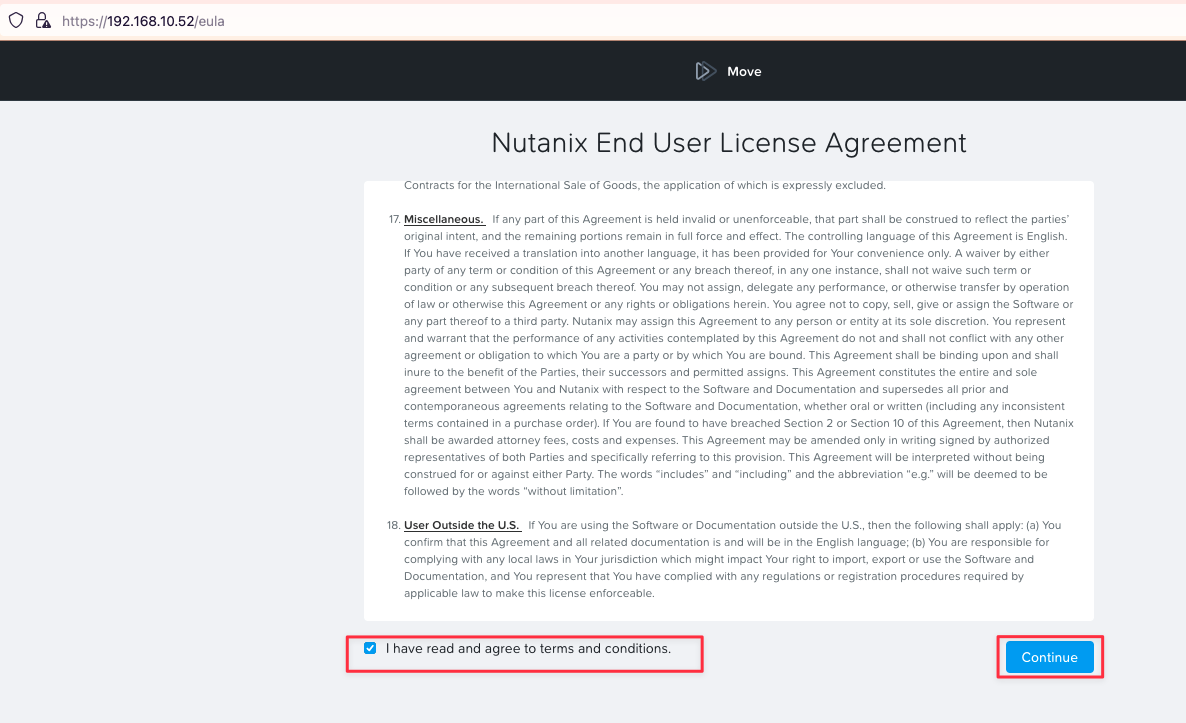 https://192.168.10.52/eula
Move
Nutanix End User License Agreement
Contracts for the International Sale of Goods, the application of which is expressly excluded.
17. Miscellaneous. If any part of this Agreement is held invalid or unenforceable, that part shall be construed to reflect the parties’
original intent, and the remaining portions remain in full force and effect. The controlling language of this Agreement is English.
If You have received a translation into another language, it has been provided for Your convenience only. A waiver by either
party of any term or condition of this Agreement or any breach thereof, in any one instance, shall not waive such term or
condition or any subsequent breach thereof. You may not assign, delegate any performance, or otherwise transfer by operation
of law or otherwise this Agreement or any rights or obligations herein. You agree not to copy, sell, give or assign the Software or
any part thereof to a third party. Nutanix may assign this Agreement to any person or entity at its sole discretion. You represent
and warrant that the performance of any activities contemplated by this Agreement do not and shall not conflict with any other
agreement or obligation to which You are a party or by which You are bound. This Agreement shall be binding upon and shall
inure to the benefit of the Parties, their successors and permitted assigns. This Agreement constitutes the entire and sole
agreement between You and Nutanix with respect to the Software and Documentation and supersedes all prior and
contemporaneous agreements relating to the Software and Documentation, whether oral or written (including any inconsistent
terms contained in a purchase order). If You are found to have breached Section 2 or Section 10 of this Agreement, then Nutanix
shall be awarded attorney fees, costs and expenses. This Agreement may be amended only in writing signed by authorized
representatives of both Parties and specifically referring to this provision. This Agreement will be interpreted without being
construed for or against either Party. The words “includes” and “including” and the abbreviation “e.g.” will be deemed to be
followed by the words “without limitation”.
18. User Outside the U.S. If You are using the Software or Documentation outside the U.S., then the following shall apply: (a) You
confirm that this Agreement and all related documentation is and will be in the English language; (b) You are responsible for
complying with any local laws in Your jurisdiction which might impact Your right to import, export or use the Software and
Documentation, and You represent that You have complied with any regulations or registration procedures required by
applicable law to make this license enforceable.
I have read and agree to terms and conditions.
Continue